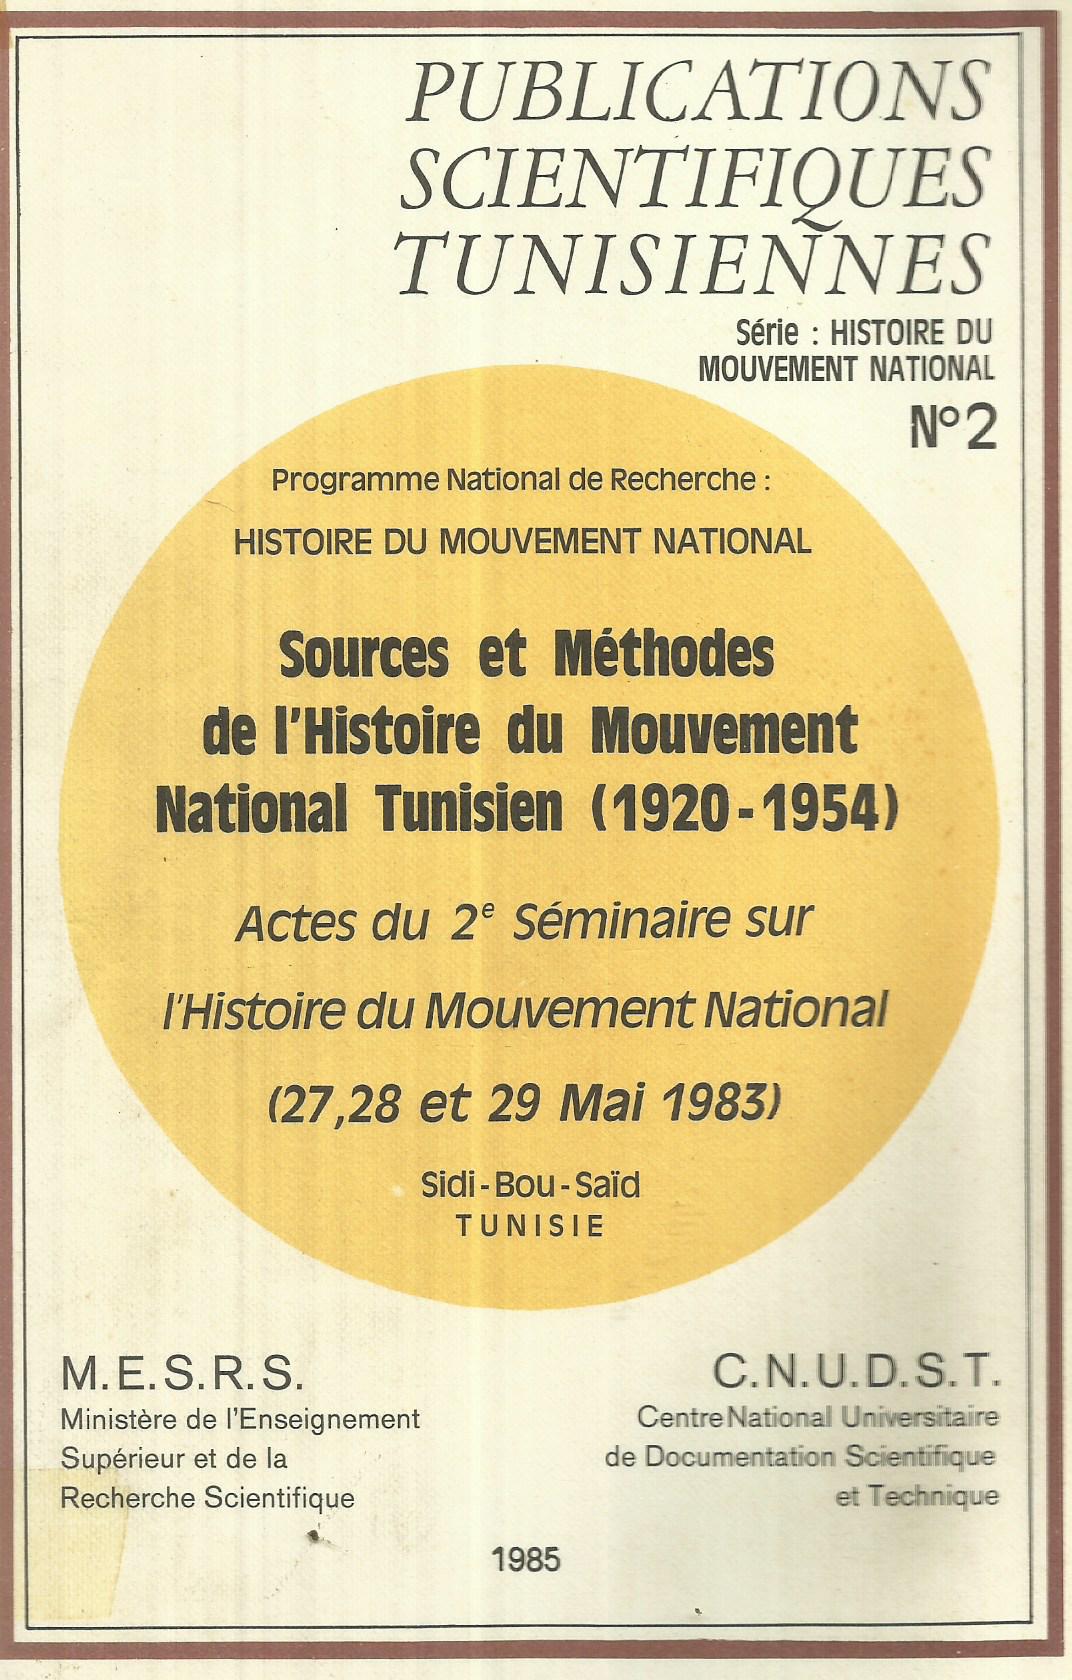 PUBLICATIONS
SCIENTIFIQUES
TUNISIENNES
Série : HISTOIRE DU
MOUVEMENT NATIONAL
N°2
Programme National de Recherche :
HISTOIRE DU MOUVEMENT NATIONAL
Sources et Méthodes
de l'Histoire du Mouvement
National Tunisien (1920-1954)
Actes du 2e Séminaire sur
l'Histoire du Mouvement National
(27,28 et 29 Mai 1983)
Sidi-Bou-Saïd
TUNISIE
M.E.S.R.S.
Ministère de l'Enseignement
Supérieur et de la
Recherche Scientifique
C.N.U.D.S.T.
Centre National Universitaire
de Documentation Scientifique
et Technique
1985